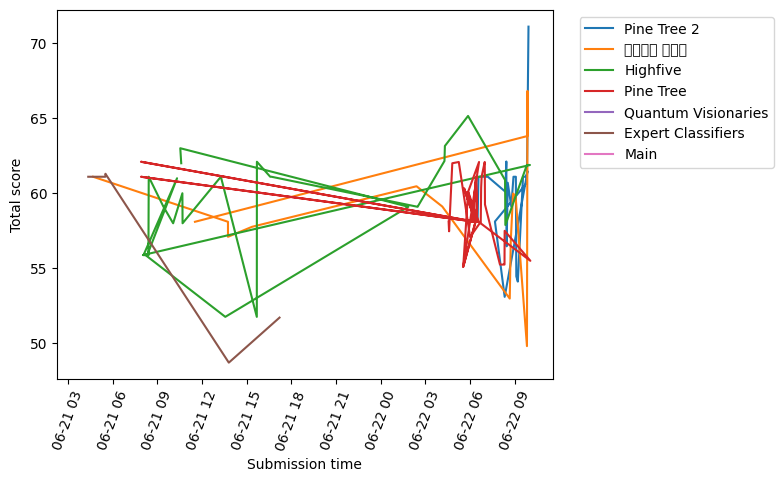 Total score
70
65
60
55
50
06-21 03
06-21 06
06-21 09
06-21 12
06-21 15
06-21 18
06-21 21
06-22 00
06-22 03
06-22 06
06-22 09
Submission time
Pine Tree 2
Highfive
Pine Tree
Quantum Visionaries
Expert Classifiers
Main